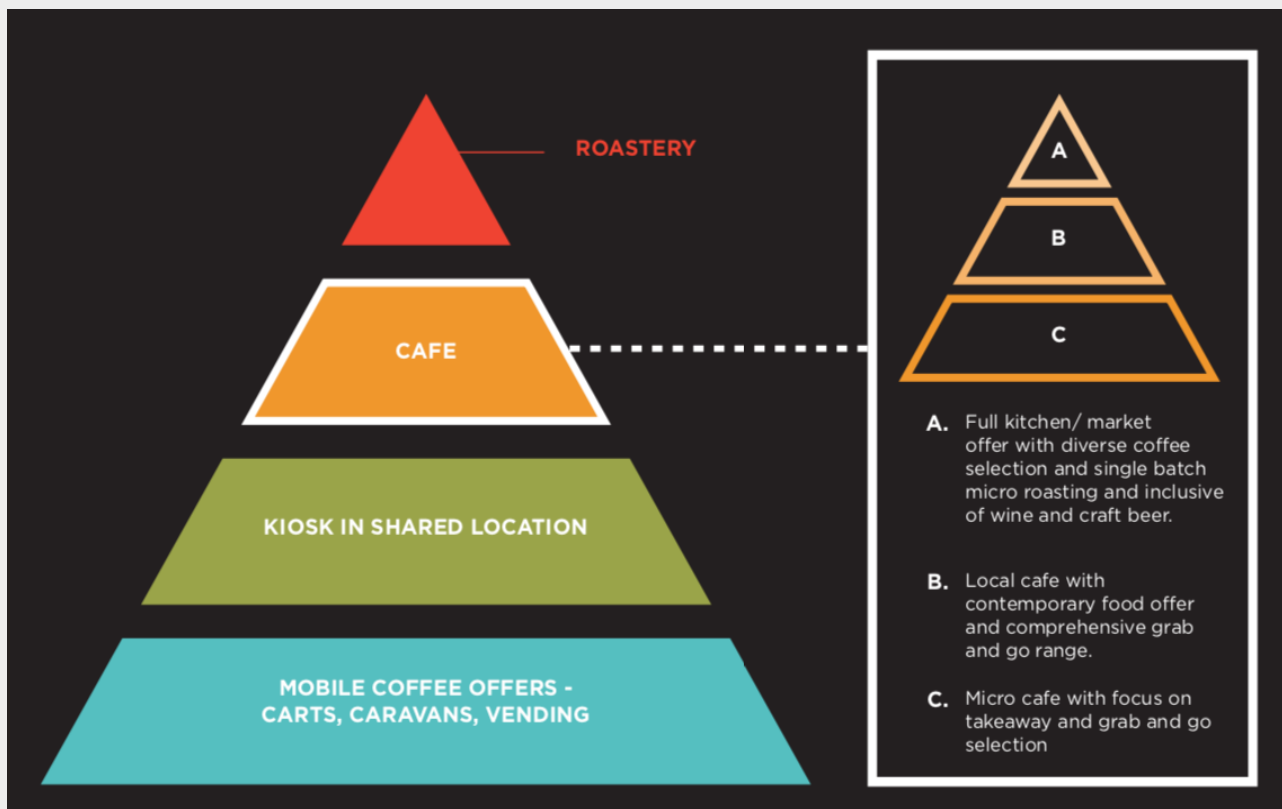 ROASTERY
CAFE
KIOSK IN SHARED LOCATION
MOBILE COFFEE OFFERS -
CARTS, CARAVANS, VENDING
A
B
C
A. Full kitchen/ market
offer with diverse coffee
selection and single batch
micro roasting and inclusive
of wine and craft beer.
B. Local cafe with
contemporary food offer
and comprehensive grab
and go range.
C. Micro cafe with focus on
takeaway and grab and go
selection